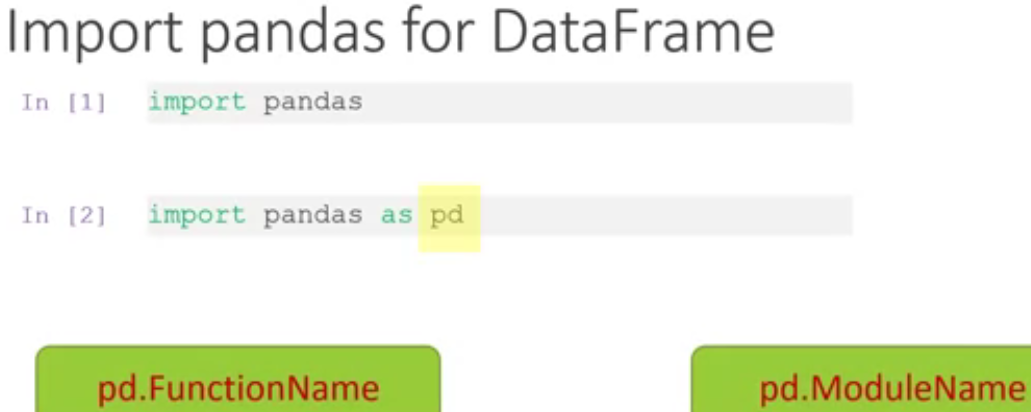 Import pandas for DataFrame
In [1] import pandas
In [2] import pandas as pd
pd.FunctionName
pd.ModuleName